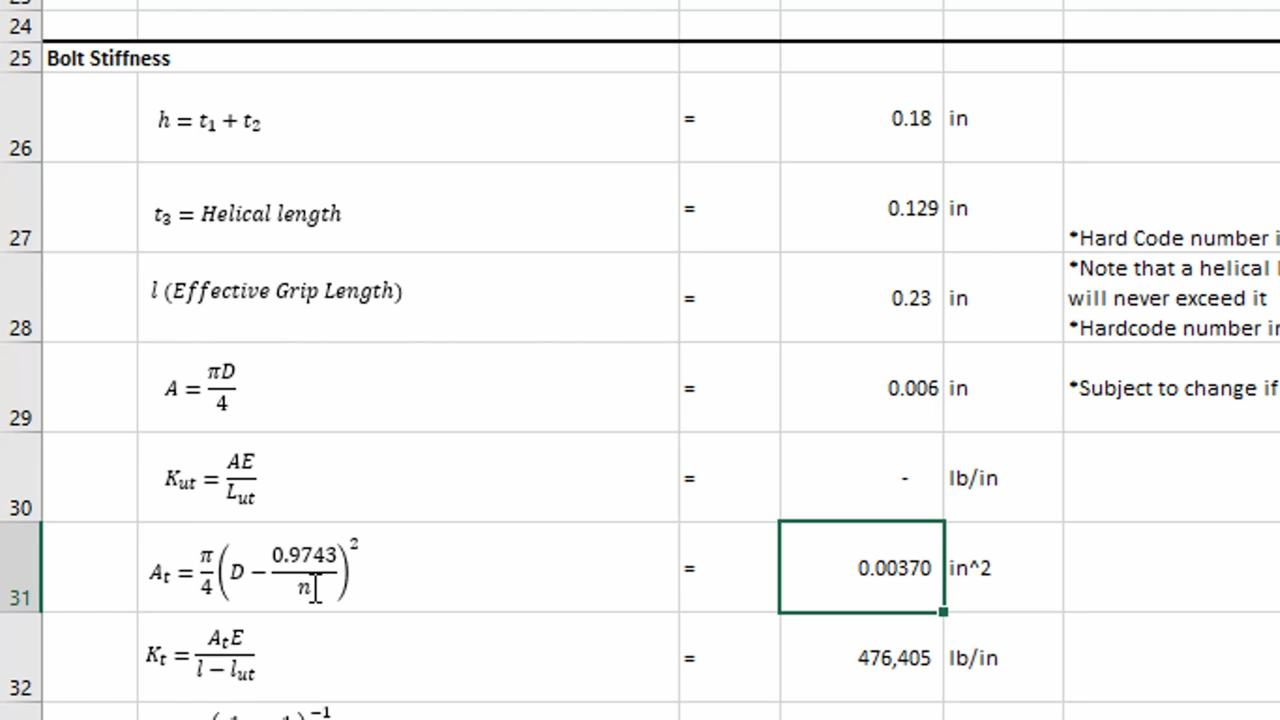 24
25 Bolt Stiffness
26 h = t₁ + t₂ = 0.18 in
27 t₃ = Helical length = 0.129 in *Hard Code number
*Note that a helical
28 l (Effective Grip Length) = 0.23 in will never exceed it
*Hardcode number
29 A = πD/4 = 0.006 in *Subject to change if
30 Kᵤₜ = AE/Lᵤₜ = - lb/in
31 Aₜ = π/4 (D − 0.9743/n)² = 0.00370 in^2
32 Kₜ = AₜE/(l − lᵤₜ) = 476,405 lb/in